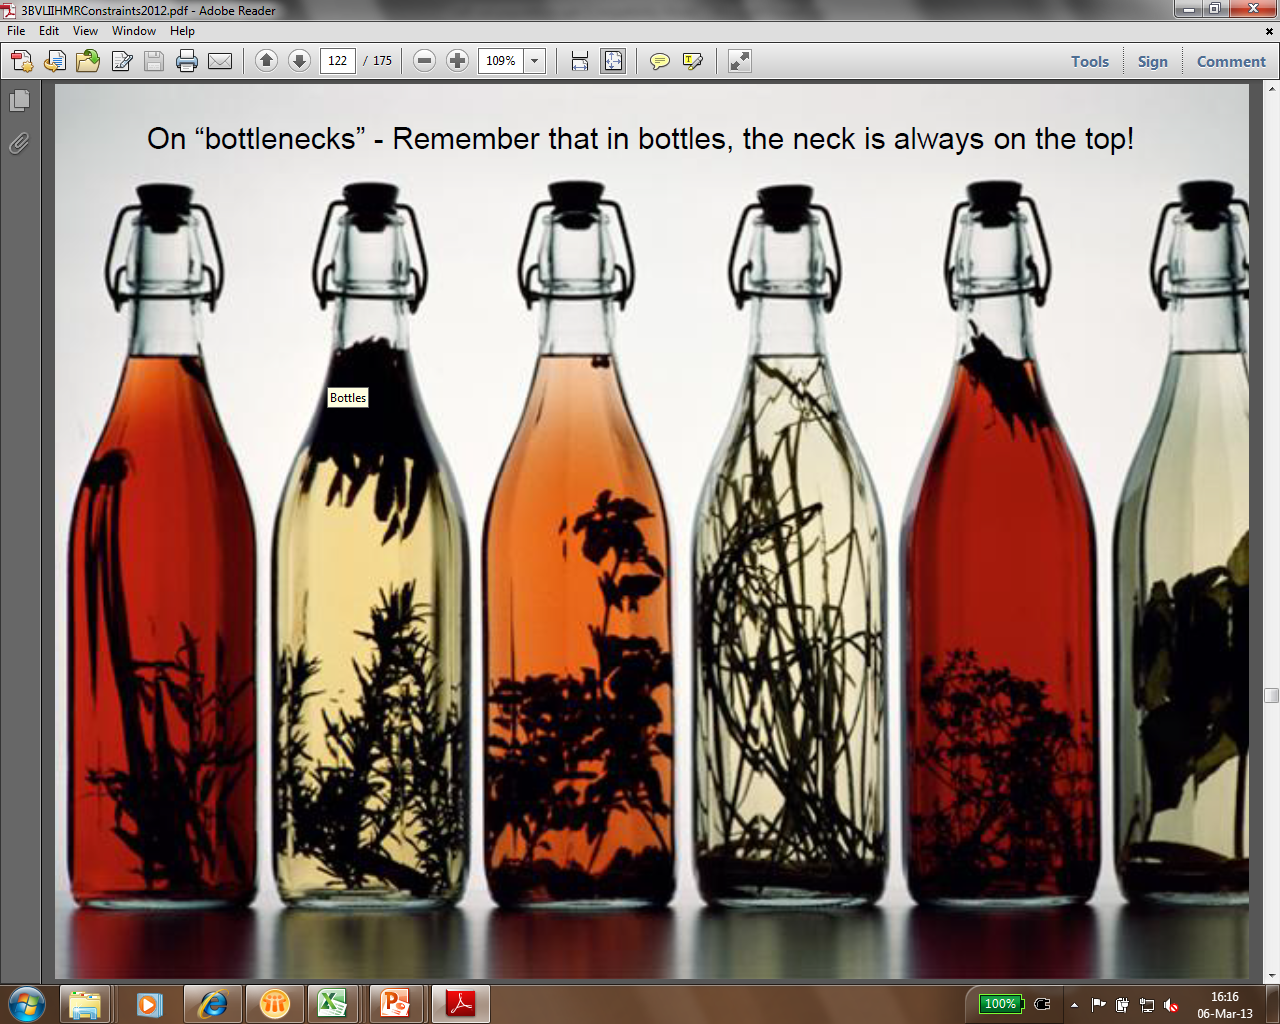 3BVLIIHMRConstraints2012.pdf - Adobe Reader
File Edit View Window Help
122 / 175 109% Tools Sign Comment
On “bottlenecks” - Remember that in bottles, the neck is always on the top!
Bottles
100% 16:16
06-Mar-13